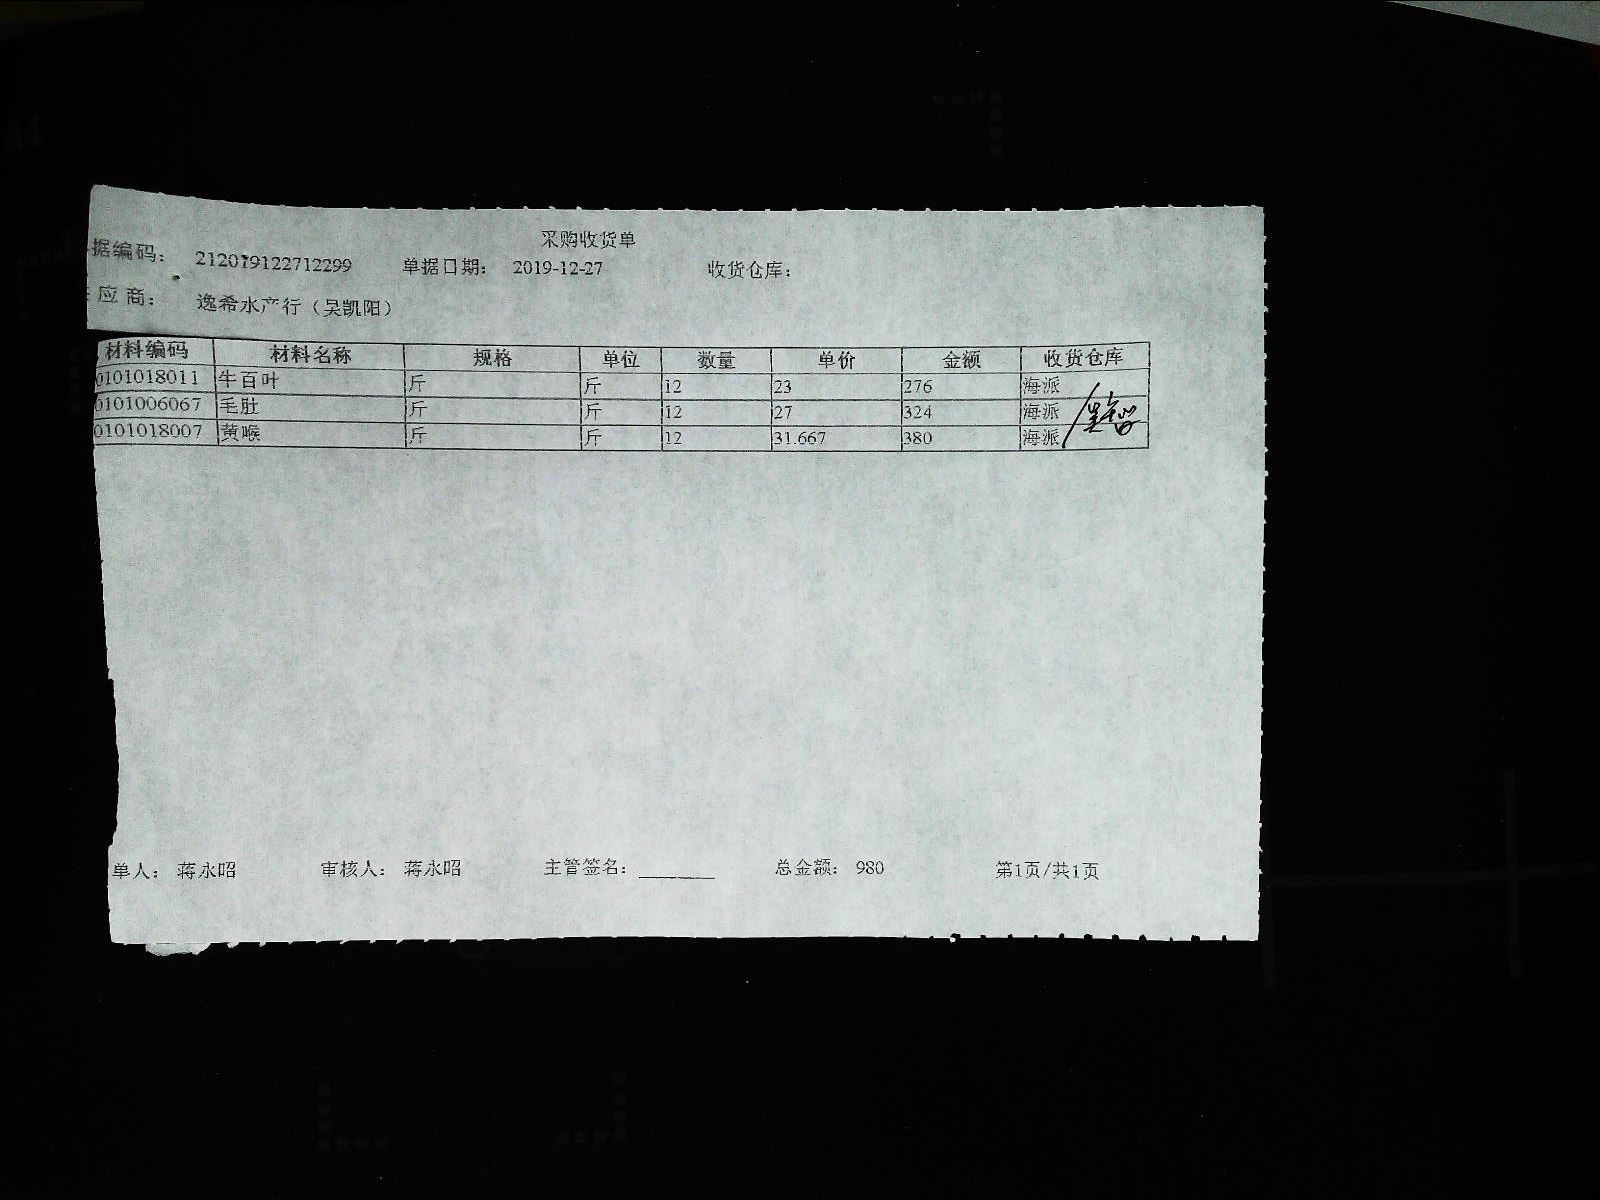 采购收货单
据编码： 212019122712299 单据日期： 2019-12-27 收货仓库：
应商： 逸希水产行（吴凯阳）
材料编码 材料名称 规格 单位 数量 单价 金额 收货仓库
0101018011 牛百叶 斤 斤 12 23 276 海派
0101006067 毛肚 斤 斤 12 27 324 海派
0101018007 黄喉 斤 斤 12 31.667 380 海派
单人： 蒋永昭 审核人： 蒋永昭 主管签名： 总金额： 980 第1页/共1页